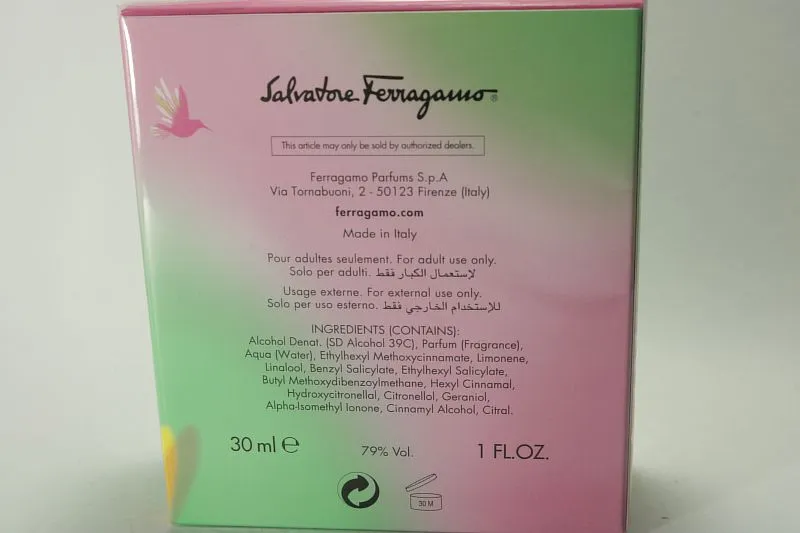 Salvatore Ferragamo®
This article may only be sold by authorized dealers.
Ferragamo Parfums S.p.A
Via Tornabuoni, 2 - 50123 Firenze (Italy)
ferragamo.com
Made in Italy
Pour adultes seulement. For adult use only.
Solo per adulti. لإستعمال الكبار فقط
Usage externe. For external use only.
Solo per uso esterno. للإستخدام الخارجي فقط
INGREDIENTS (CONTAINS):
Alcohol Denat. (SD Alcohol 39C), Parfum (Fragrance),
Aqua (Water), Ethylhexyl Methoxycinnamate, Limonene,
Linalool, Benzyl Salicylate, Ethylhexyl Salicylate,
Butyl Methoxydibenzoylmethane, Hexyl Cinnamal,
Hydroxycitronellal, Citronellol, Geraniol,
Alpha-Isomethyl Ionone, Cinnamyl Alcohol, Citral.
30 ml ℮ 79% Vol. 1 FL.OZ.
30 M